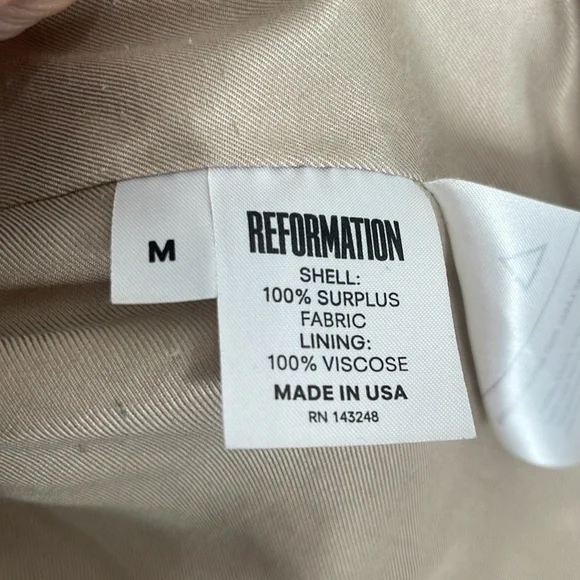 M
REFORMATION
SHELL:
100% SURPLUS
FABRIC
LINING:
100% VISCOSE
MADE IN USA
RN 143248